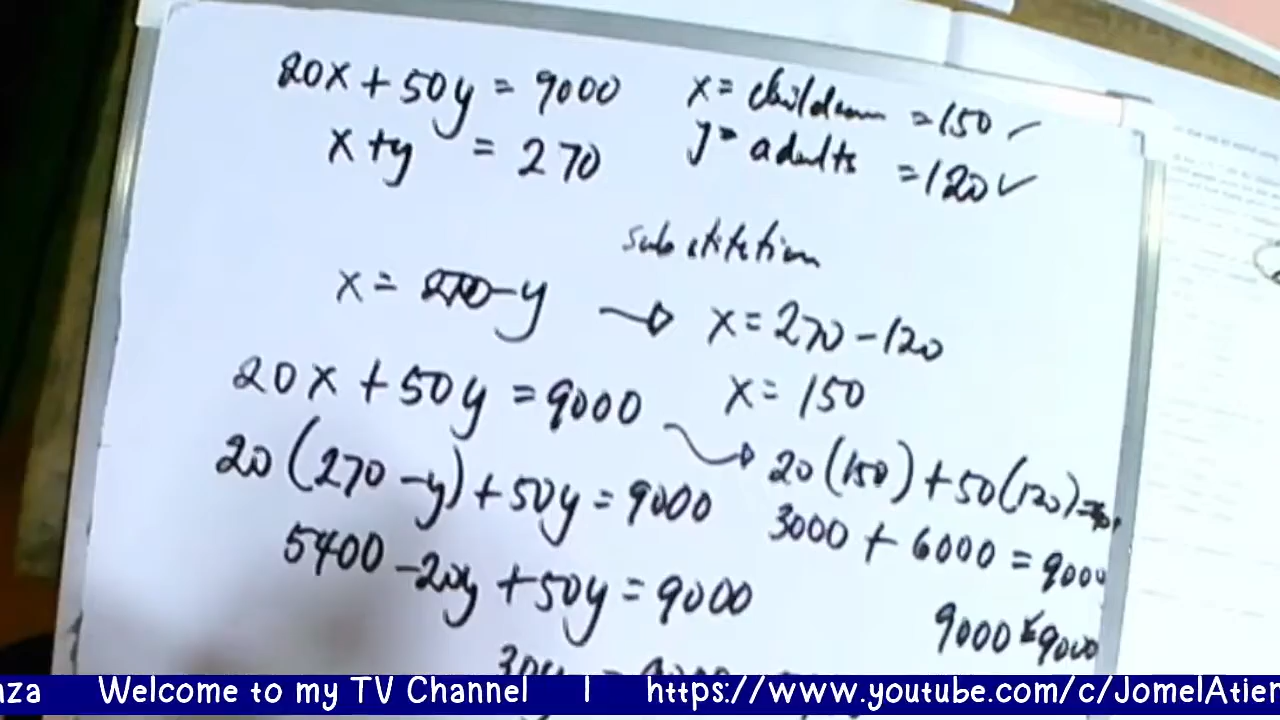 20x + 50y = 9000
x + y = 270
x = children = 150 ✓
y = adults = 120 ✓
substitution
x = 270 - y → x = 270 - 120
x = 150
20x + 50y = 9000
20(270 - y) + 50y = 9000
5400 - 20y + 50y = 9000
30y
20(150) + 50(120) =
3000 + 6000 = 9000
9000 = 9000
nza Welcome to my TV Channel | https://www.youtube.com/c/JomelAtien